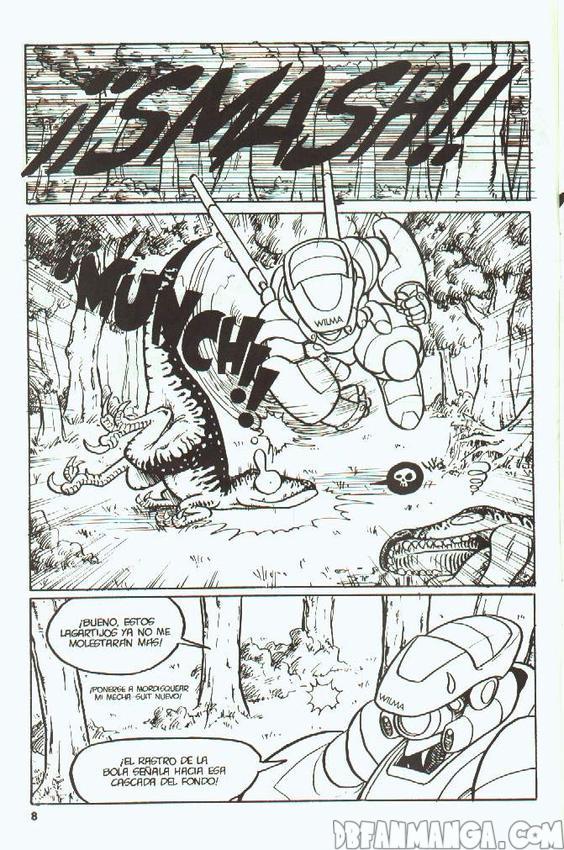 ¡¡SMASH!!
¡¡MUNCH!!
WILMA
¡BUENO, ESTOS
LAGARTIJOS YA NO ME
MOLESTARÁN MÁS!
¡PONERSE A MORDISQUEAR
MI MECHA-SUIT NUEVO!
WILMA
¡EL RASTRO DE LA
BOLA SEÑALA HACIA ESA
CASCADA DEL FONDO!
8
DBFANMANGA.COM